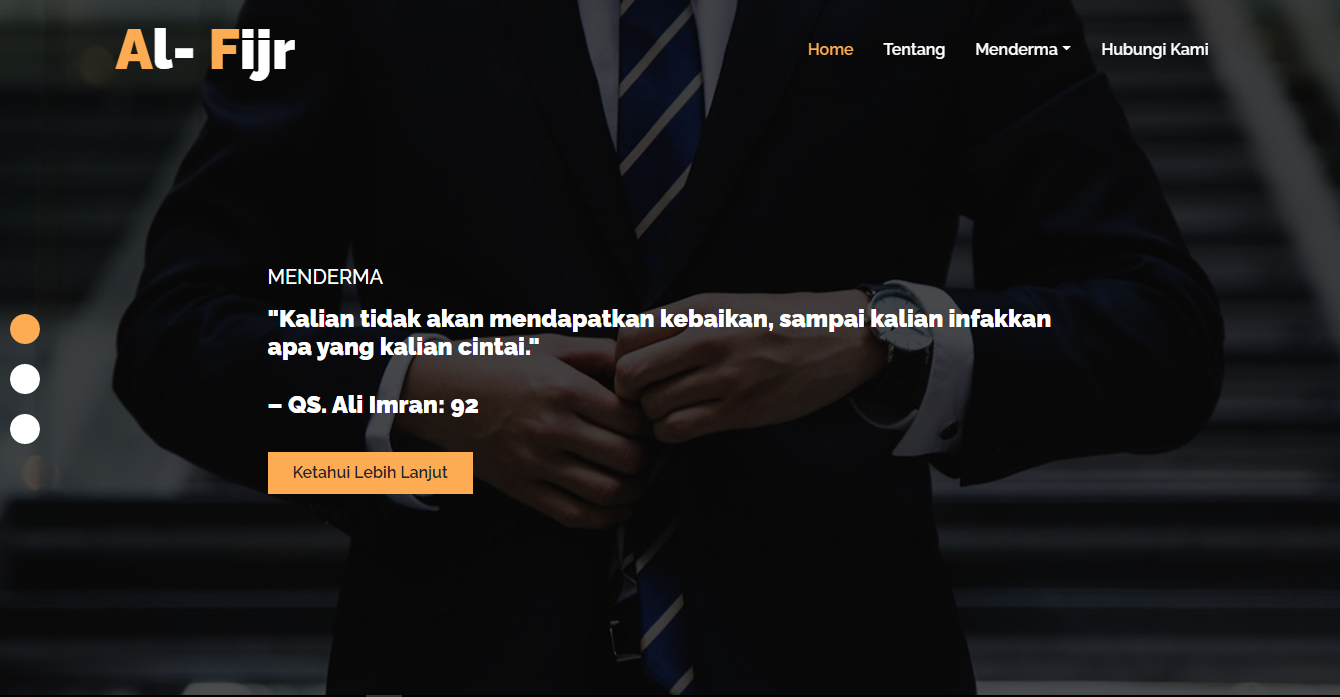 Al- Fijr
Home
Tentang
Menderma
Hubungi Kami
MENDERMA
"Kalian tidak akan mendapatkan kebaikan, sampai kalian infakkan
apa yang kalian cintai."
– QS. Ali Imran: 92
Ketahui Lebih Lanjut